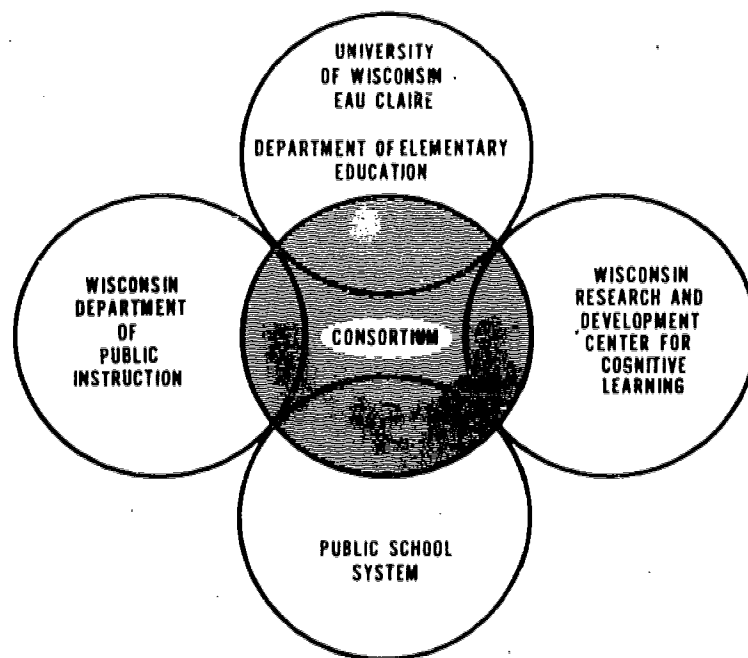 UNIVERSITY
OF WISCONSIN
EAU CLAIRE
DEPARTMENT OF ELEMENTARY
EDUCATION
WISCONSIN
DEPARTMENT
OF
PUBLIC
INSTRUCTION
CONSORTIUM
WISCONSIN
RESEARCH AND
DEVELOPMENT
CENTER FOR
COGNITIVE
LEARNING
PUBLIC SCHOOL
SYSTEM